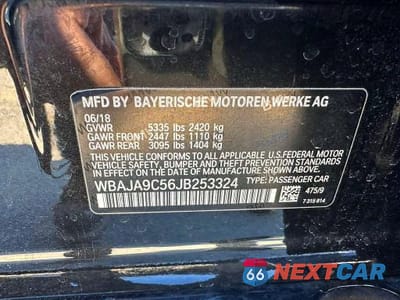 MFD BY BAYERISCHE MOTOREN WERKE AG
06/18
GVWR 5335 lbs 2420 kg
GAWR FRONT 2447 lbs 1110 kg
GAWR REAR 3095 lbs 1404 kg
THIS VEHICLE CONFORMS TO ALL APPLICABLE
VEHICLE SAFETY, BUMPER, AND THEFT PREVENTION
STANDARDS IN EFFECT ON THE DATE OF
MANUFACTURE SHOWN ABOVE.
U.S. FEDERAL MOTOR
WBAJA9C56JB253324 TYPE: PASSENGER CAR
475/9
7 315 814
66 NEXTCAR